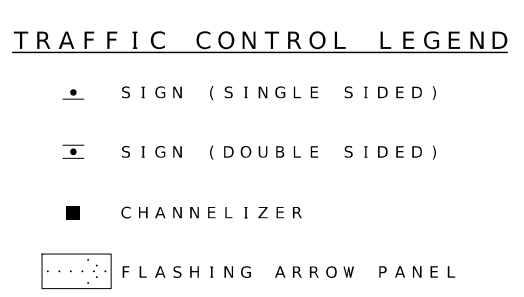 TRAFFIC CONTROL LEGEND
SIGN (SINGLE SIDED)
SIGN (DOUBLE SIDED)
CHANNELIZER
FLASHING ARROW PANEL